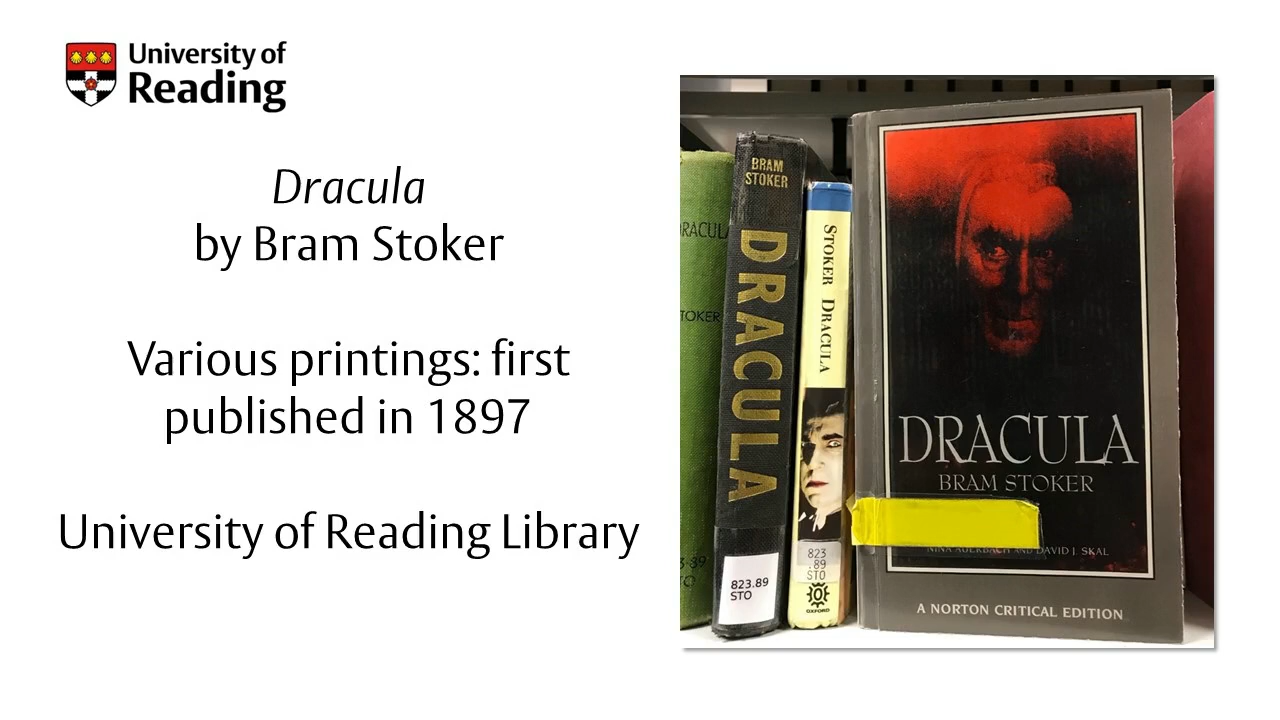 University of
Reading
Dracula
by Bram Stoker
Various printings: first
published in 1897
University of Reading Library
DRACULA
STOKER
BRAM
STOKER
DRACULA
823.89
STO
STOKER DRACULA
823
.89
STO
OXFORD
DRACULA
BRAM STOKER
NINA AUERBACH AND DAVID J. SKAL
A NORTON CRITICAL EDITION